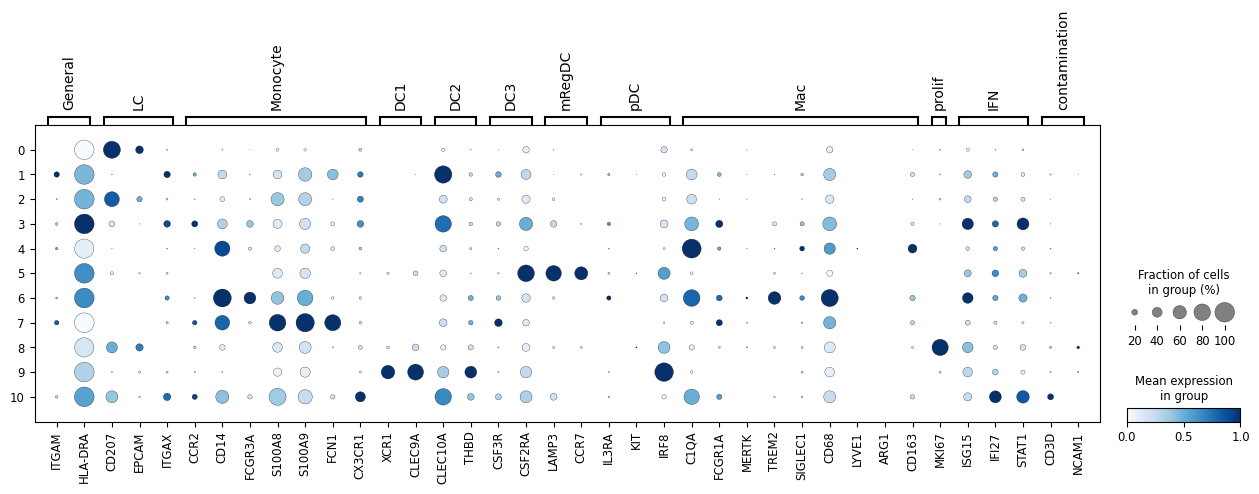 General
LC
Monocyte
DC1
DC2
DC3
mRegDC
pDC
Mac
prolif
IFN
contamination
0
1
2
3
4
5
6
7
8
9
10
ITGAM
HLA-DRA
CD207
EPCAM
ITGAX
CCR2
CD14
FCGR3A
S100A8
S100A9
FCN1
CX3CR1
XCR1
CLEC9A
CLEC10A
THBD
CSF3R
CSF2RA
LAMP3
CCR7
IL3RA
KIT
IRF8
C1QA
FCGR1A
MERTK
TREM2
SIGLEC1
CD68
LYVE1
ARG1
CD163
MKI67
ISG15
IFI27
STAT1
CD3D
NCAM1
Fraction of cells
in group (%)
20 40 60 80 100
Mean expression
in group
0.0 0.5 1.0